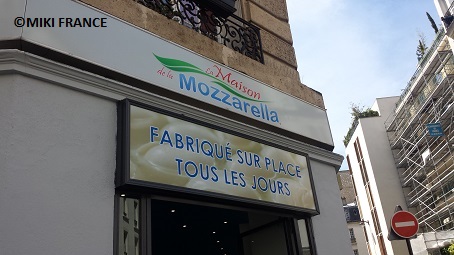 ©MIKI FRANCE
La Maison
de la Mozzarella
FABRIQUÉ SUR PLACE
TOUS LES JOURS